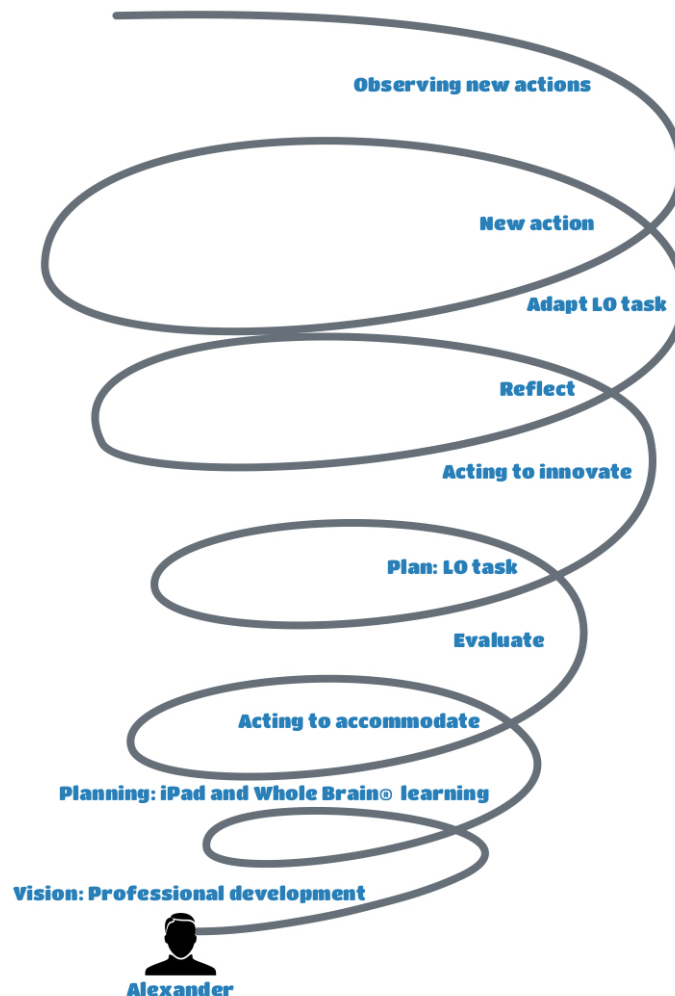 Observing new actions
New action
Adapt LO task
Reflect
Acting to innovate
Plan: LO task
Evaluate
Acting to accommodate
Planning: iPad and Whole Brain® learning
Vision: Professional development
Alexander